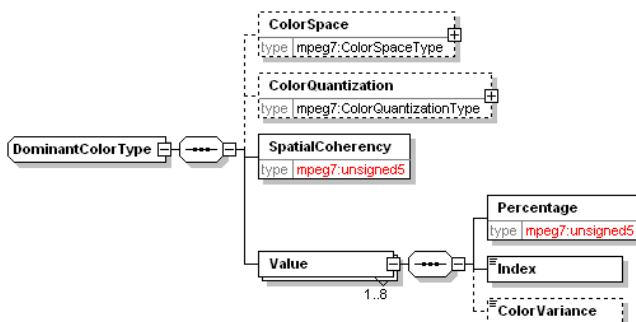 ColorSpace
type mpeg7:ColorSpaceType
ColorQuantization
type mpeg7:ColorQuantizationType
DominantColorType
SpatialCoherency
type mpeg7:unsigned5
Percentage
type mpeg7:unsigned5
Value
Index
1..8
ColorVariance